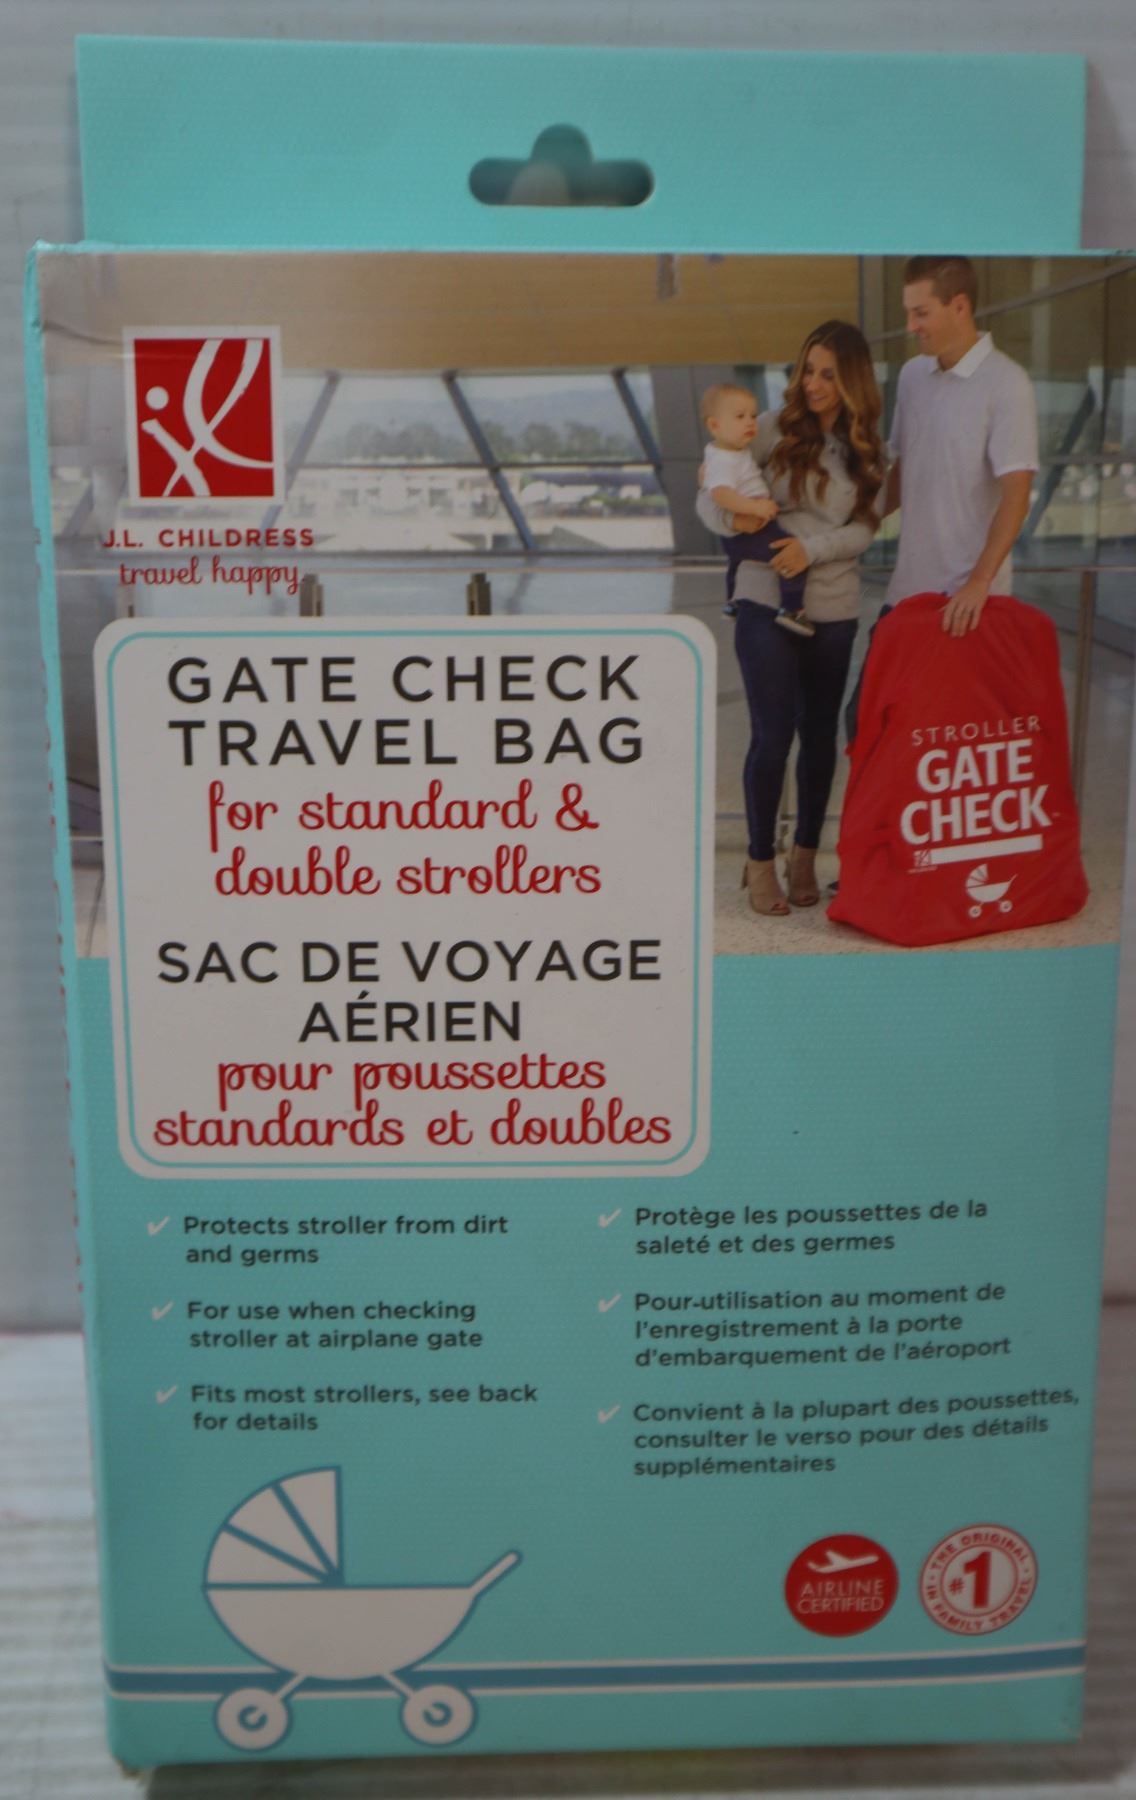 J.L. CHILDRESS
travel happy
GATE CHECK
TRAVEL BAG
for standard &
double strollers
SAC DE VOYAGE
AÉRIEN
pour poussettes
standards et doubles
STROLLER
GATE
CHECK
✓ Protects stroller from dirt
and germs
✓ For use when checking
stroller at airplane gate
✓ Fits most strollers, see back
for details
✓ Protège les poussettes de la
saleté et des germes
✓ Pour-utilisation au moment de
l'enregistrement à la porte
d'embarquement de l'aéroport
✓ Convient à la plupart des poussettes,
consulter le verso pour des détails
supplémentaires
AIRLINE
CERTIFIED
THE ORIGINAL
#1
IN FAMILY TRAVEL